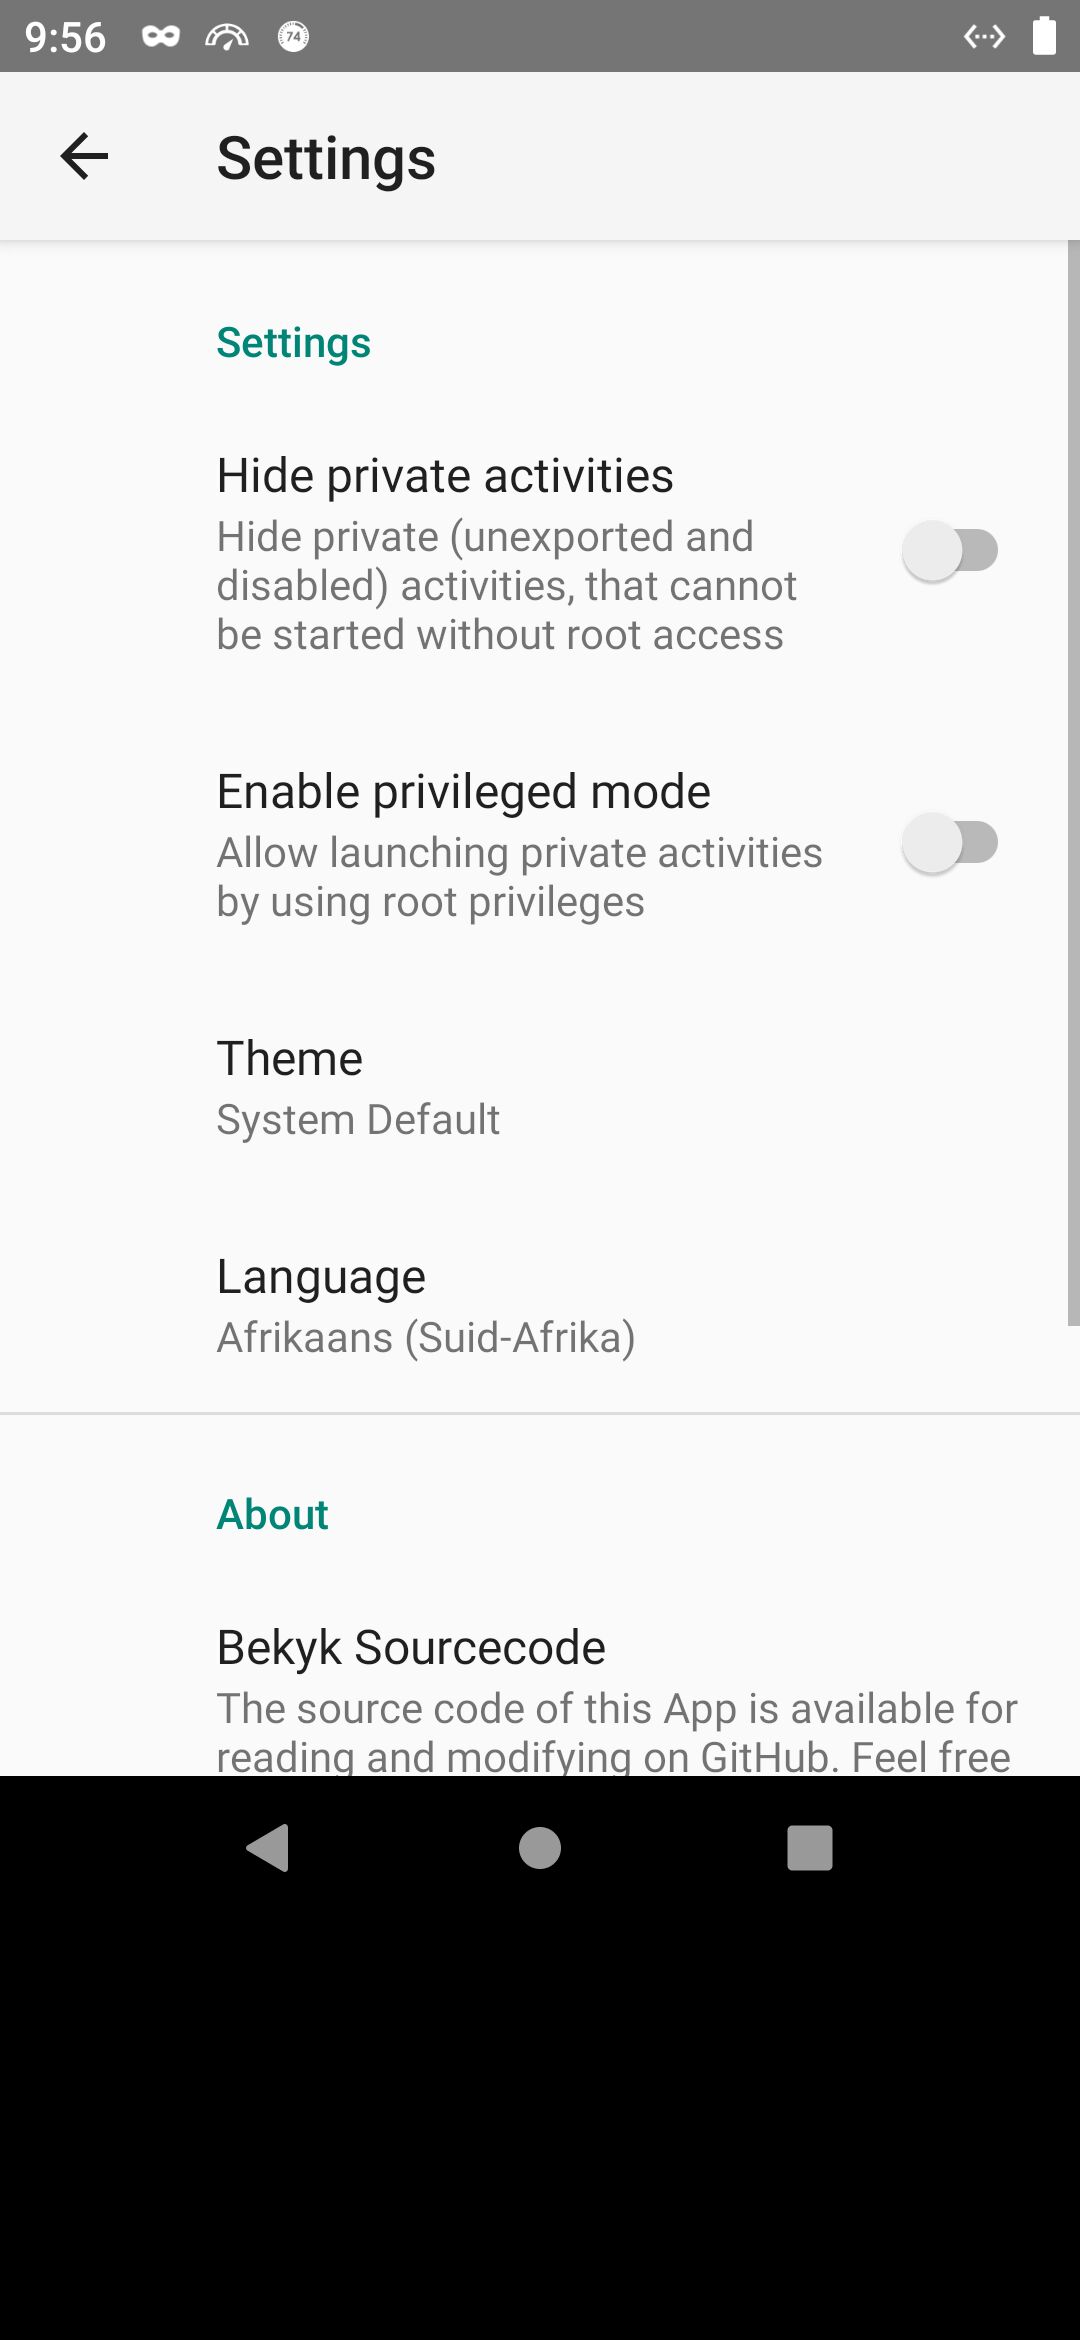 9:56
74
Settings
Settings
Hide private activities
Hide private (unexported and
disabled) activities, that cannot
be started without root access
Enable privileged mode
Allow launching private activities
by using root privileges
Theme
System Default
Language
Afrikaans (Suid-Afrika)
About
Bekyk Sourcecode
The source code of this App is available for
reading and modifying on GitHub. Feel free